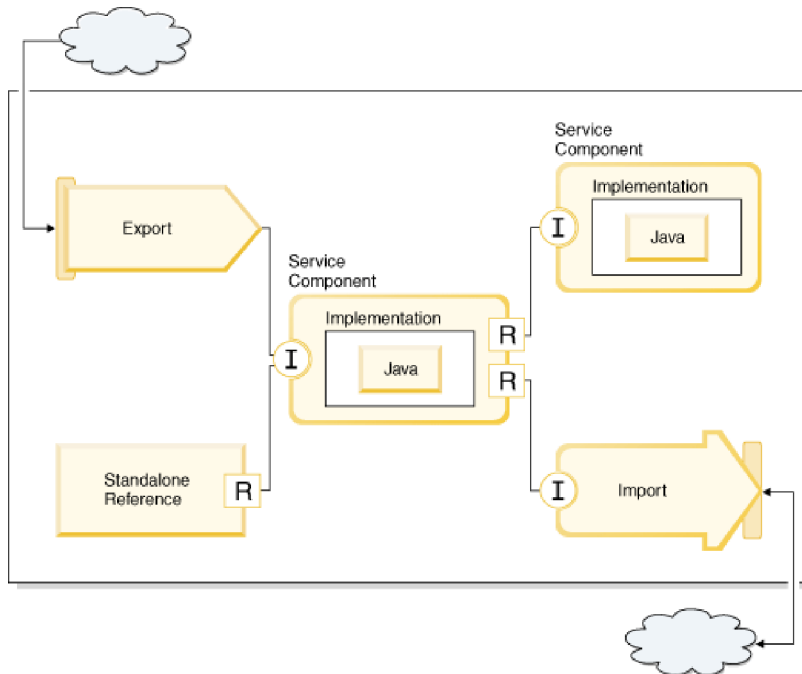 Service
Component
Implementation
I
Java
Export
Service
Component
Implementation
I
Java
R
R
Standalone
Reference
R
I
Import